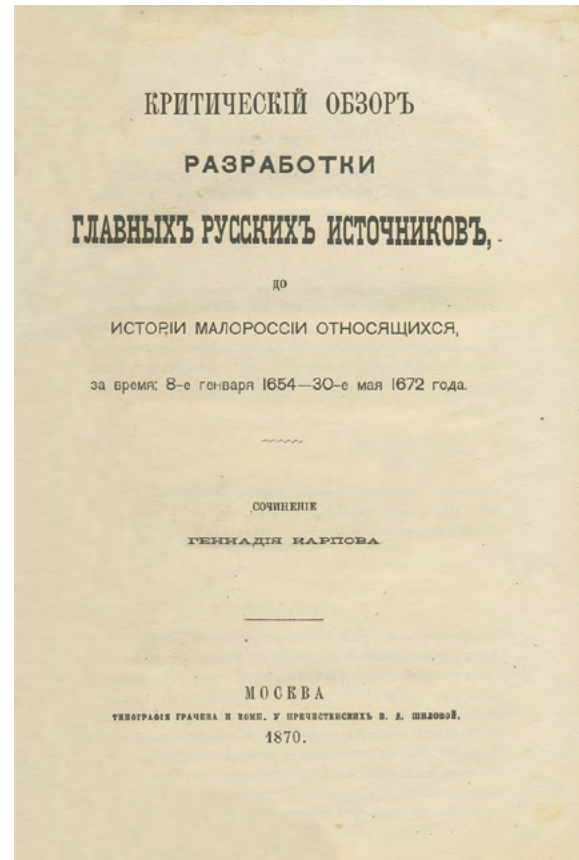 КРИТИЧЕСКІЙ ОБЗОРЪ
РАЗРАБОТКИ
ГЛАВНЫХЪ РУССКИХЪ ИСТОЧНИКОВЪ,
ДО
ИСТОРІИ МАЛОРОССІИ ОТНОСЯЩИХСЯ,
за время: 8-е генваря 1654—30-е мая 1672 года.
СОЧИНЕНІЕ
ГЕННАДІЯ КАРПОВА
МОСКВА
ТИПОГРАФІЯ ГРАЧЕВА И КОМП. У ПРЕЧИСТЕНСКИХЪ В. Д. ШИЛОВОЙ.
1870.